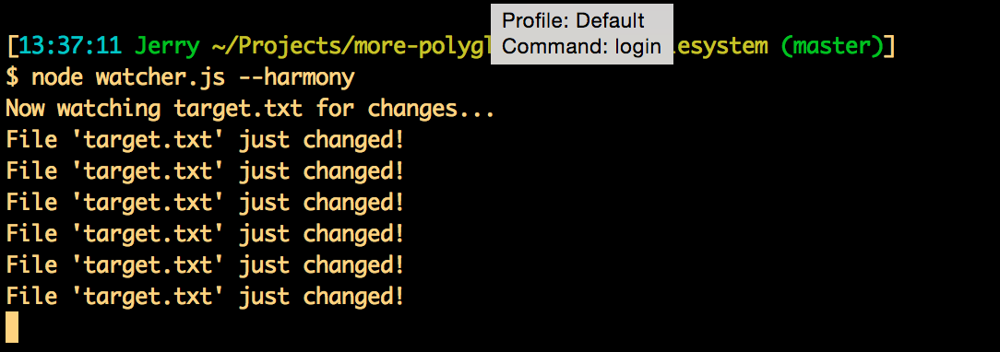 Profile: Default
Command: login
[13:37:11 Jerry ~/Projects/more-polygl lesystem (master)]
$ node watcher.js --harmony
Now watching target.txt for changes...
File 'target.txt' just changed!
File 'target.txt' just changed!
File 'target.txt' just changed!
File 'target.txt' just changed!
File 'target.txt' just changed!
File 'target.txt' just changed!